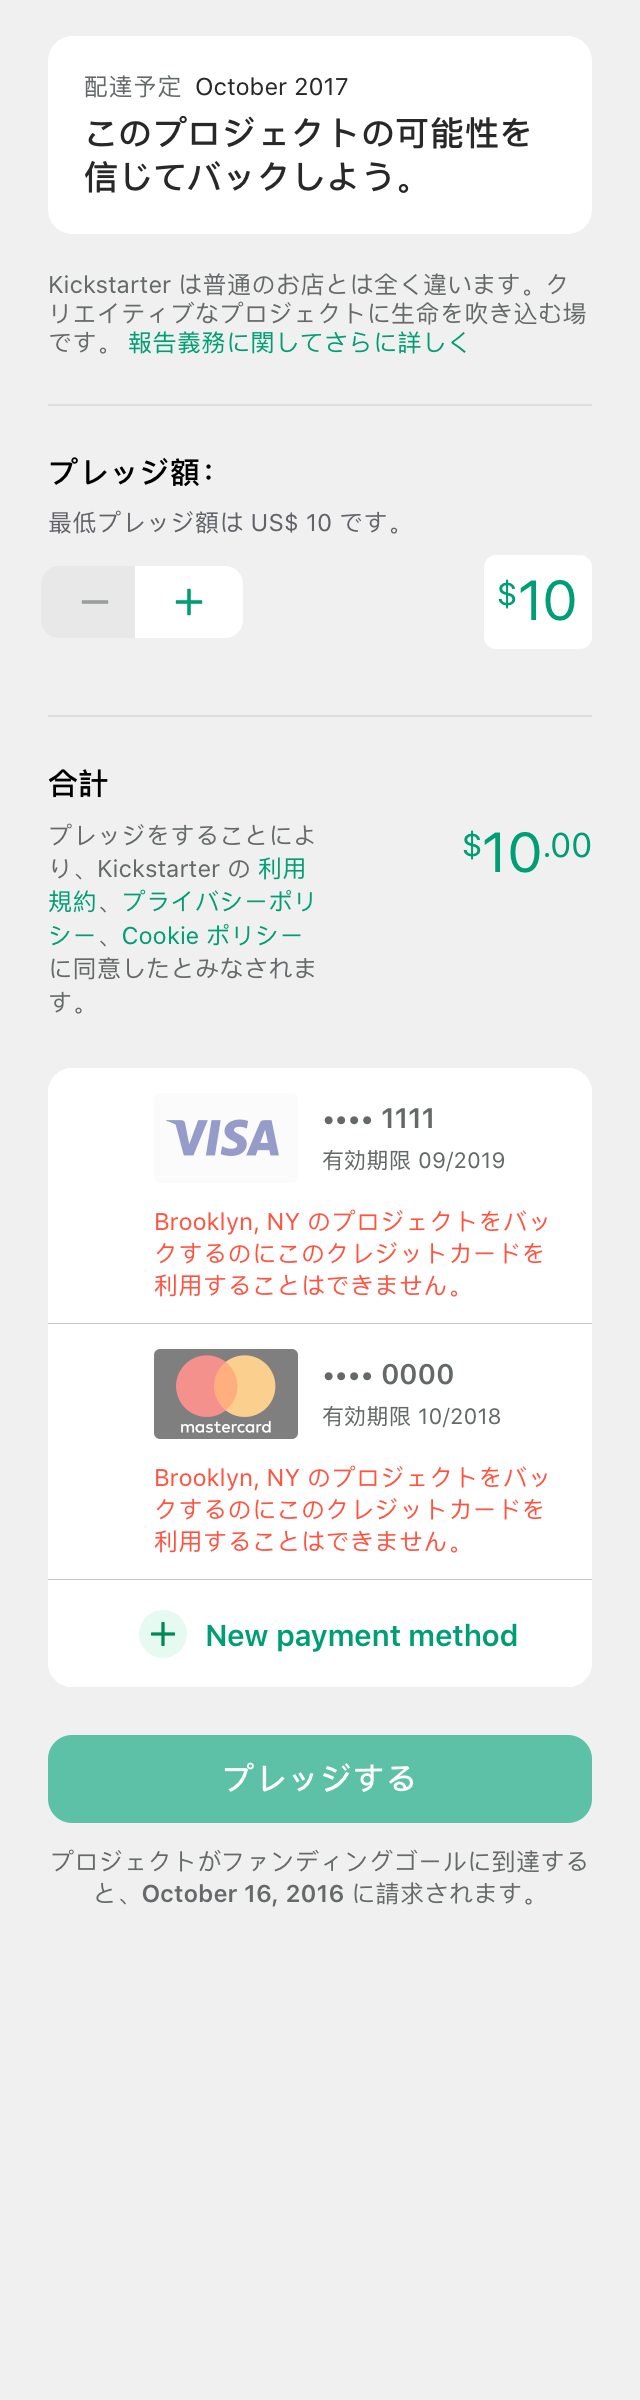 配達予定 October 2017
このプロジェクトの可能性を
信じてバックしよう。
Kickstarter は普通のお店とは全く違います。ク
リエイティブなプロジェクトに生命を吹き込む場
です。 報告義務に関してさらに詳しく
プレッジ額：
最低プレッジ額は US$ 10 です。
− +
$10
合計
プレッジをすることによ
り、Kickstarter の 利用
規約、プライバシーポリ
シー、Cookie ポリシー
に同意したとみなされま
す。
$10.00
VISA
•••• 1111
有効期限 09/2019
Brooklyn, NY のプロジェクトをバッ
クするのにこのクレジットカードを
利用することはできません。
mastercard
•••• 0000
有効期限 10/2018
Brooklyn, NY のプロジェクトをバッ
クするのにこのクレジットカードを
利用することはできません。
+ New payment method
プレッジする
プロジェクトがファンディングゴールに到達する
と、October 16, 2016 に請求されます。